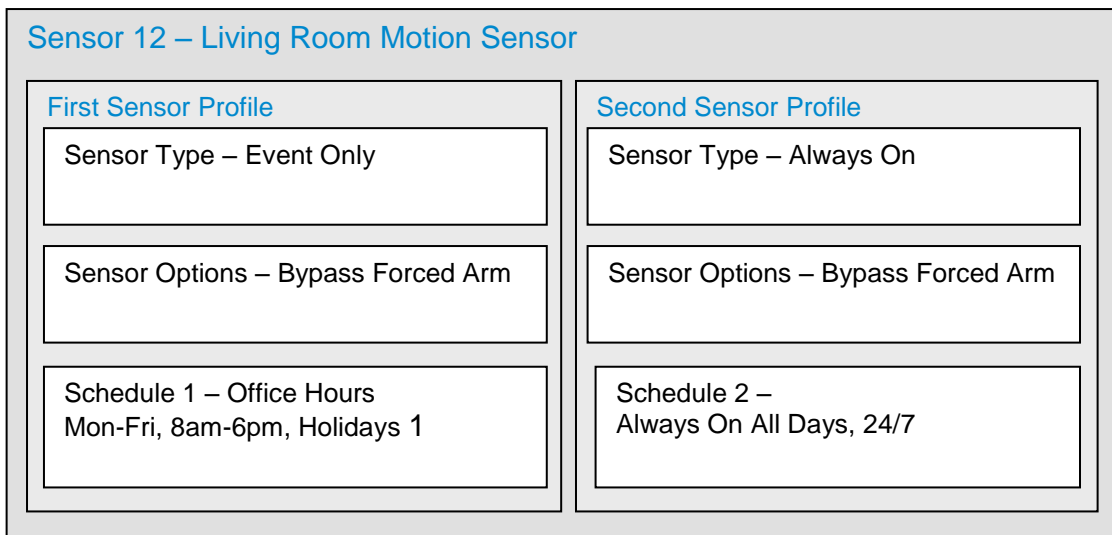 Sensor 12 – Living Room Motion Sensor
First Sensor Profile
Sensor Type – Event Only
Sensor Options – Bypass Forced Arm
Schedule 1 – Office Hours
Mon-Fri, 8am-6pm, Holidays 1
Second Sensor Profile
Sensor Type – Always On
Sensor Options – Bypass Forced Arm
Schedule 2 –
Always On All Days, 24/7